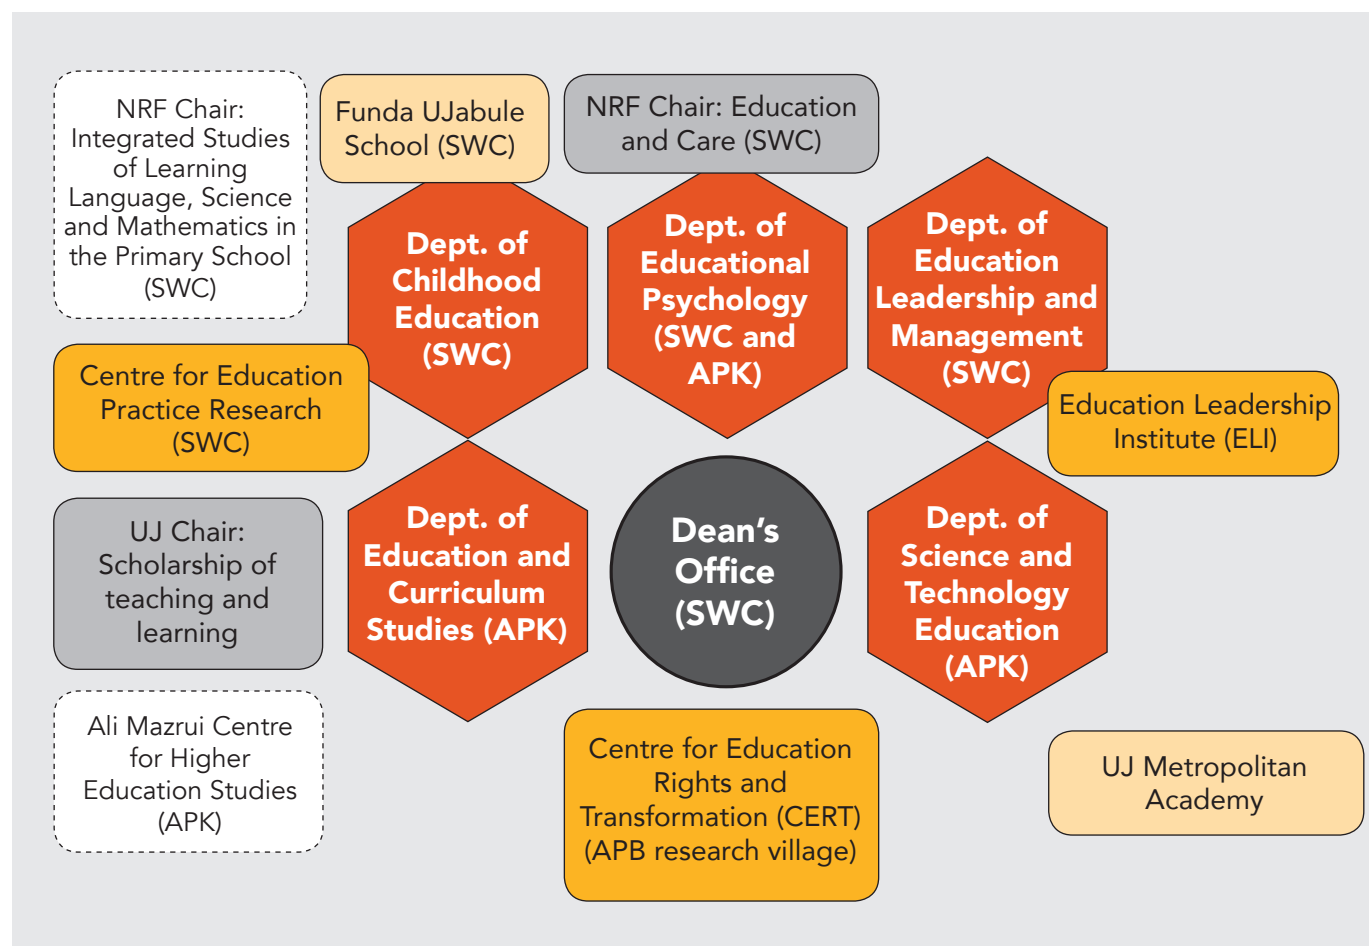 NRF Chair:
Integrated Studies
of Learning
Language, Science
and Mathematics in
the Primary School
(SWC)
Funda UJabule
School (SWC)
NRF Chair: Education
and Care (SWC)
Dept. of
Childhood
Education
(SWC)
Dept. of
Educational
Psychology
(SWC and
APK)
Dept. of
Education
Leadership and
Management
(SWC)
Centre for Education
Practice Research
(SWC)
Education Leadership
Institute (ELI)
UJ Chair:
Scholarship of
teaching and
learning
Dept. of
Education and
Curriculum
Studies (APK)
Dean’s
Office
(SWC)
Dept. of
Science and
Technology
Education
(APK)
Ali Mazrui Centre
for Higher
Education Studies
(APK)
Centre for Education
Rights and
Transformation (CERT)
(APB research village)
UJ Metropolitan
Academy